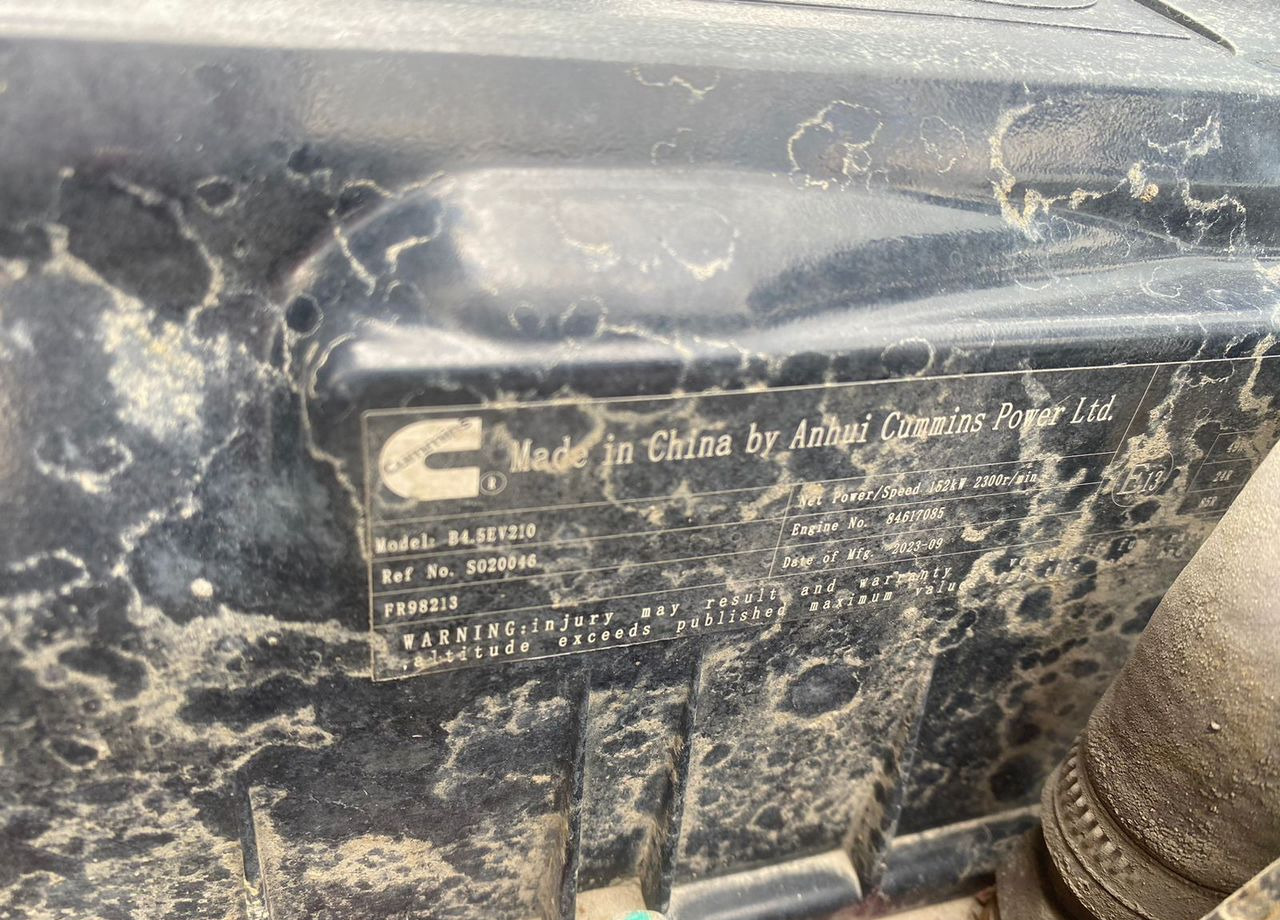 CUMMINS
Made in China by Anhui Cummins Power Ltd.
Model: B4.5EV210
Net Power/Speed 152kW 2300r/min
Ref No. S020046
Engine No. 84617085
FR98213
Date of Mfg. 2023-09
E13
24R
WARNING:injury may result and warranty
.altitude exceeds published maximum value